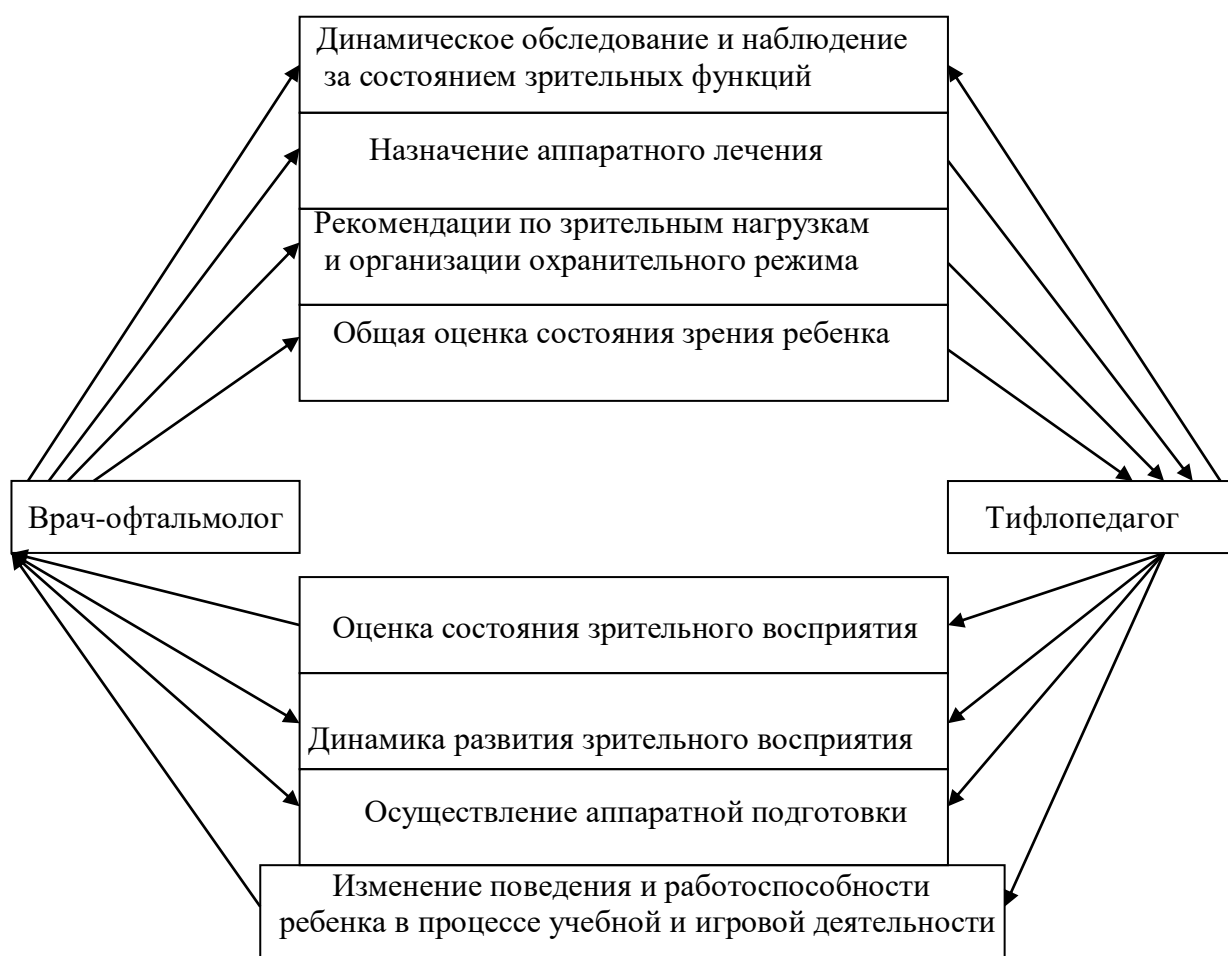 Динамическое обследование и наблюдение
за состоянием зрительных функций
Назначение аппаратного лечения
Рекомендации по зрительным нагрузкам
и организации охранительного режима
Общая оценка состояния зрения ребенка
Врач-офтальмолог
Тифлопедагог
Оценка состояния зрительного восприятия
Динамика развития зрительного восприятия
Осуществление аппаратной подготовки
Изменение поведения и работоспособности
ребенка в процессе учебной и игровой деятельности